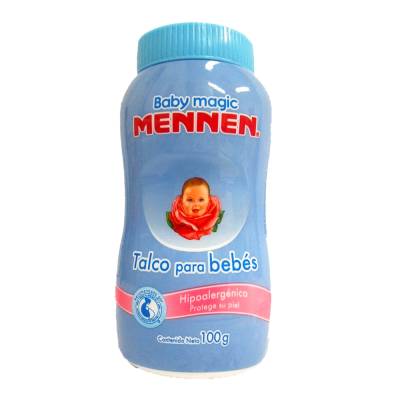 Baby magic
MENNEN.
Talco para bebés
Hipoalergénico
Protege su piel
Contenido Neto 100g